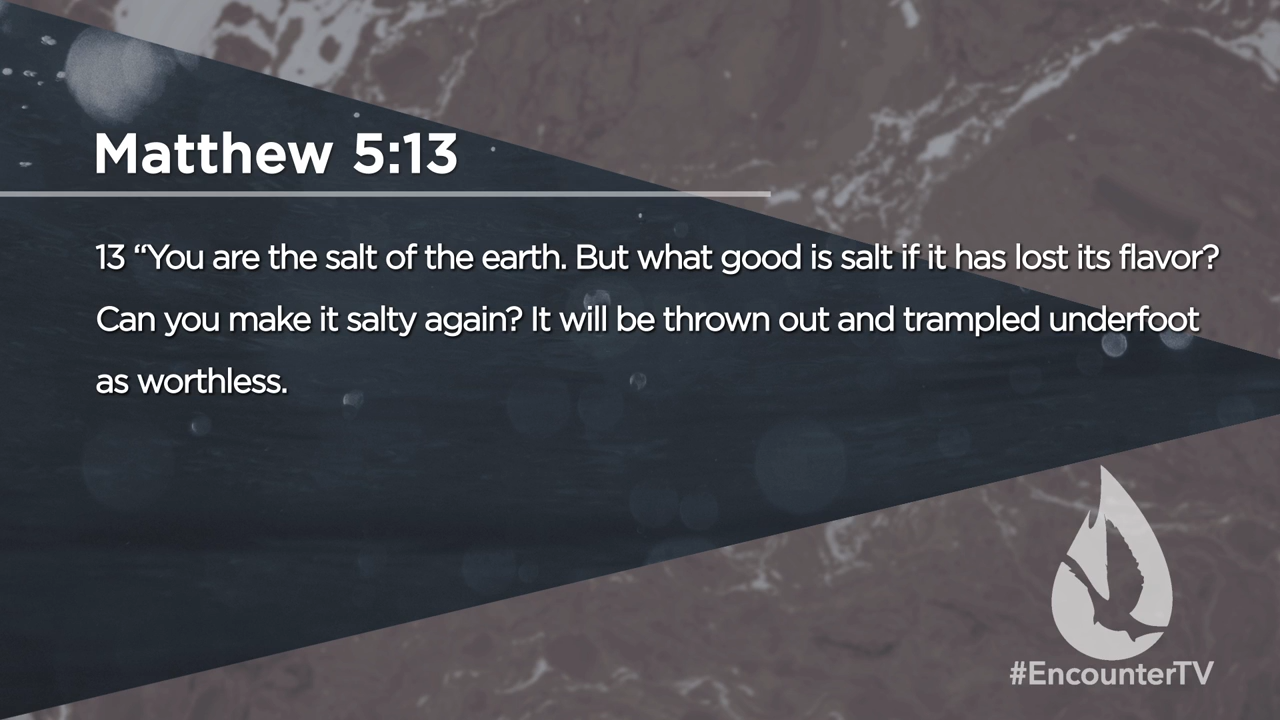 Matthew 5:13
13 “You are the salt of the earth. But what good is salt if it has lost its flavor?
Can you make it salty again? It will be thrown out and trampled underfoot
as worthless.
#EncounterTV